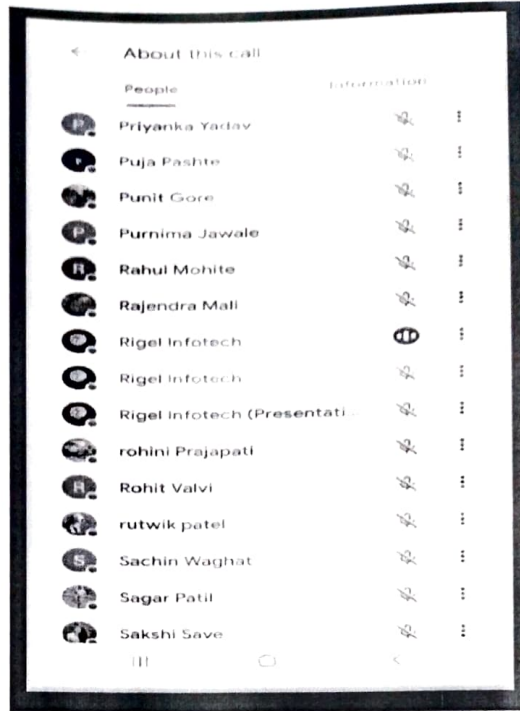 About this call
People Information
P Priyanka Yadav
P Puja Pashte
Punit Gore
P Purnima Jawale
R Rahul Mohite
Rajendra Mali
Rigel Infotech
Rigel Infotech
Rigel Infotech (Presentati...
rohini Prajapati
R Rohit Valvi
rutwik patel
S Sachin Waghat
Sagar Patil
Sakshi Save